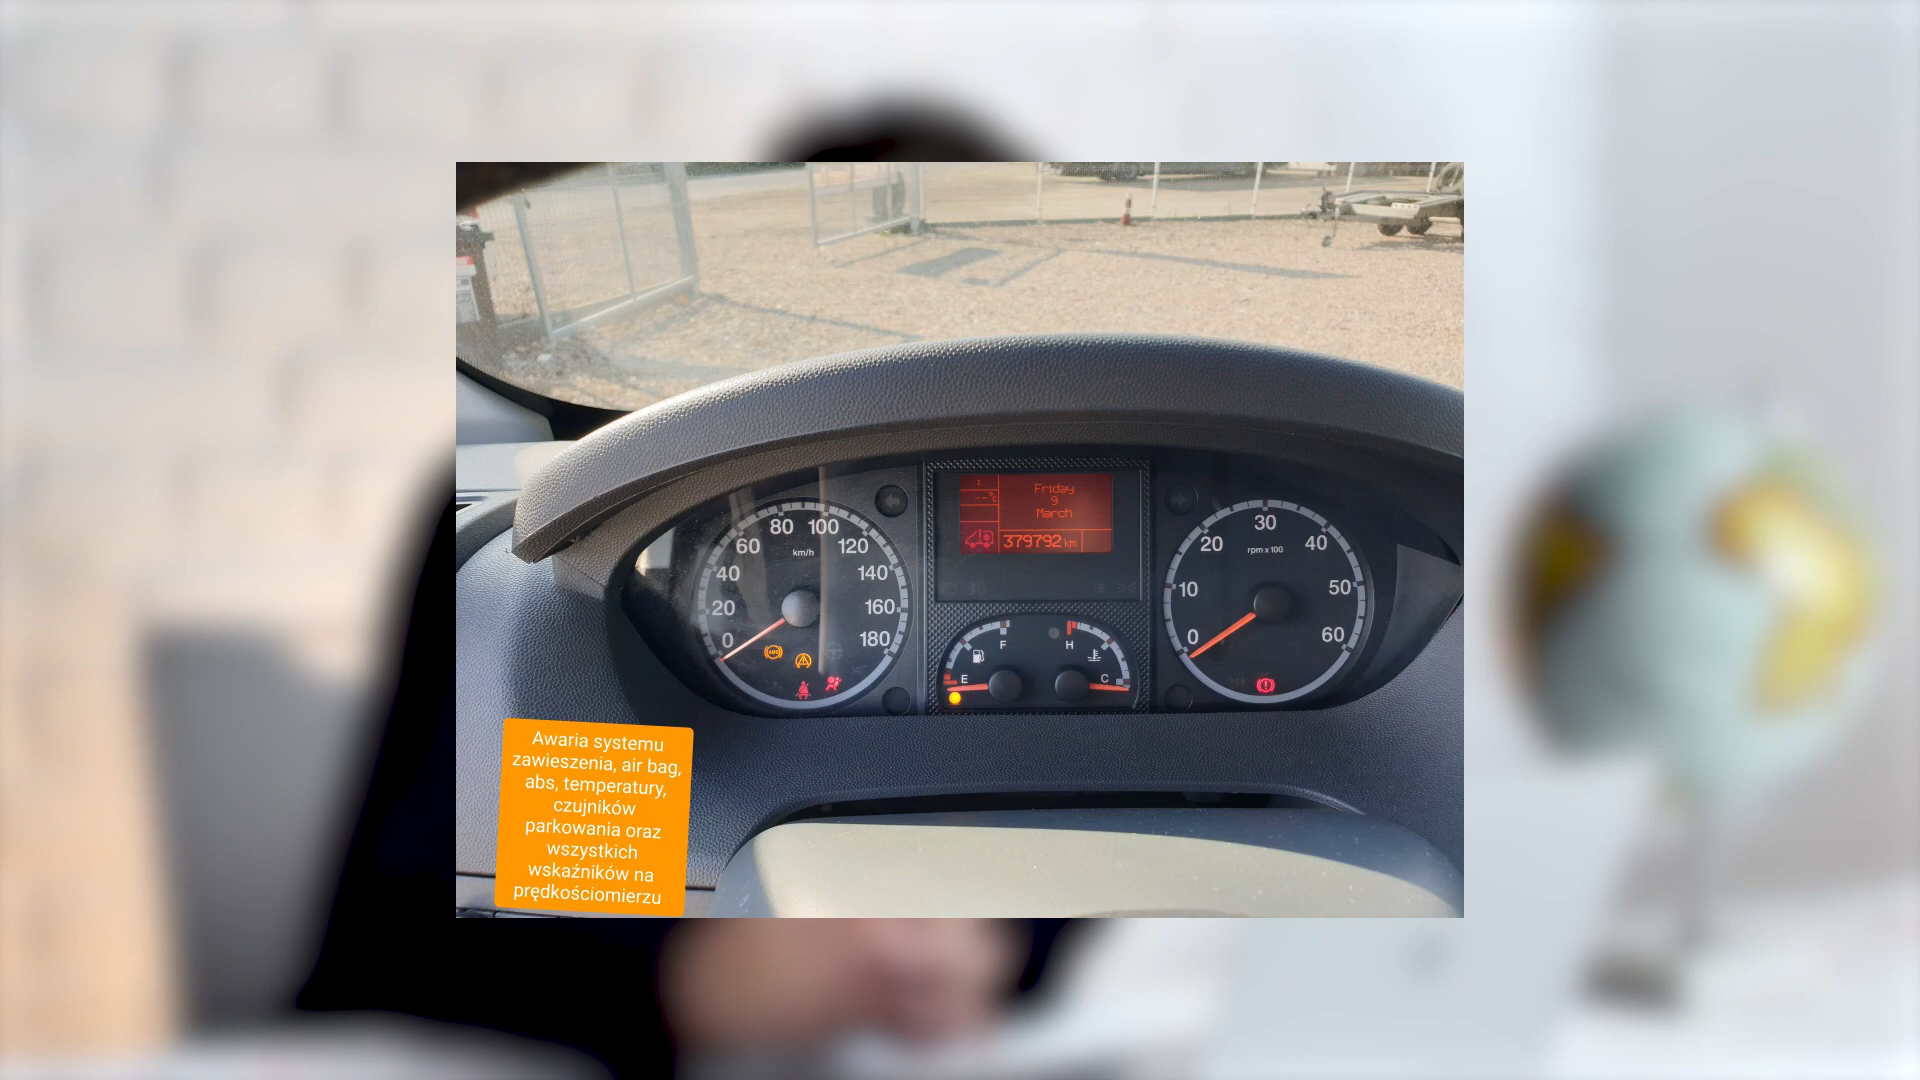 Friday
9
March
--°C
379792 km
80 100
60 120
km/h
40 140
20 160
0 180
ABS
F
E
H
C
30
20 40
rpm x 100
10 50
0 60
Awaria systemu
zawieszenia, air bag,
abs, temperatury,
czujników
parkowania oraz
wszystkich
wskaźników na
prędkościomierzu